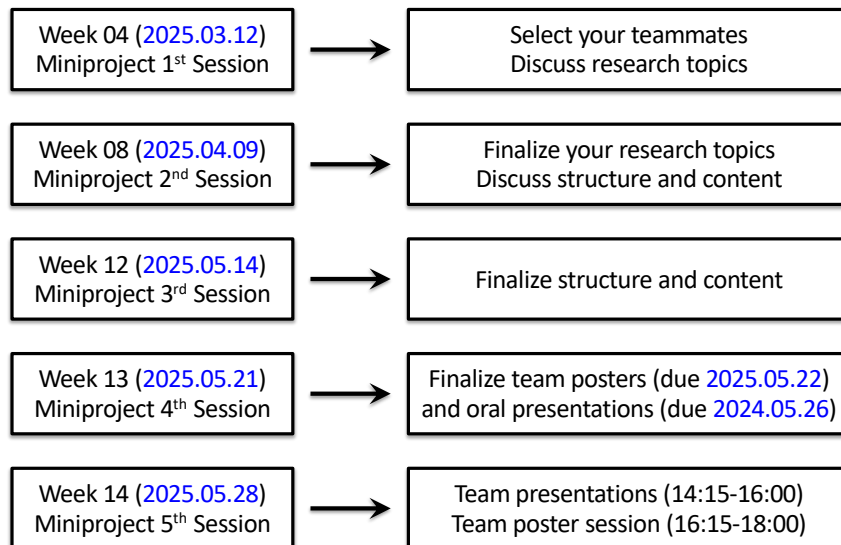 Week 04 (2025.03.12)
Miniproject 1st Session
Select your teammates
Discuss research topics
Week 08 (2025.04.09)
Miniproject 2nd Session
Finalize your research topics
Discuss structure and content
Week 12 (2025.05.14)
Miniproject 3rd Session
Finalize structure and content
Week 13 (2025.05.21)
Miniproject 4th Session
Finalize team posters (due 2025.05.22)
and oral presentations (due 2024.05.26)
Week 14 (2025.05.28)
Miniproject 5th Session
Team presentations (14:15-16:00)
Team poster session (16:15-18:00)